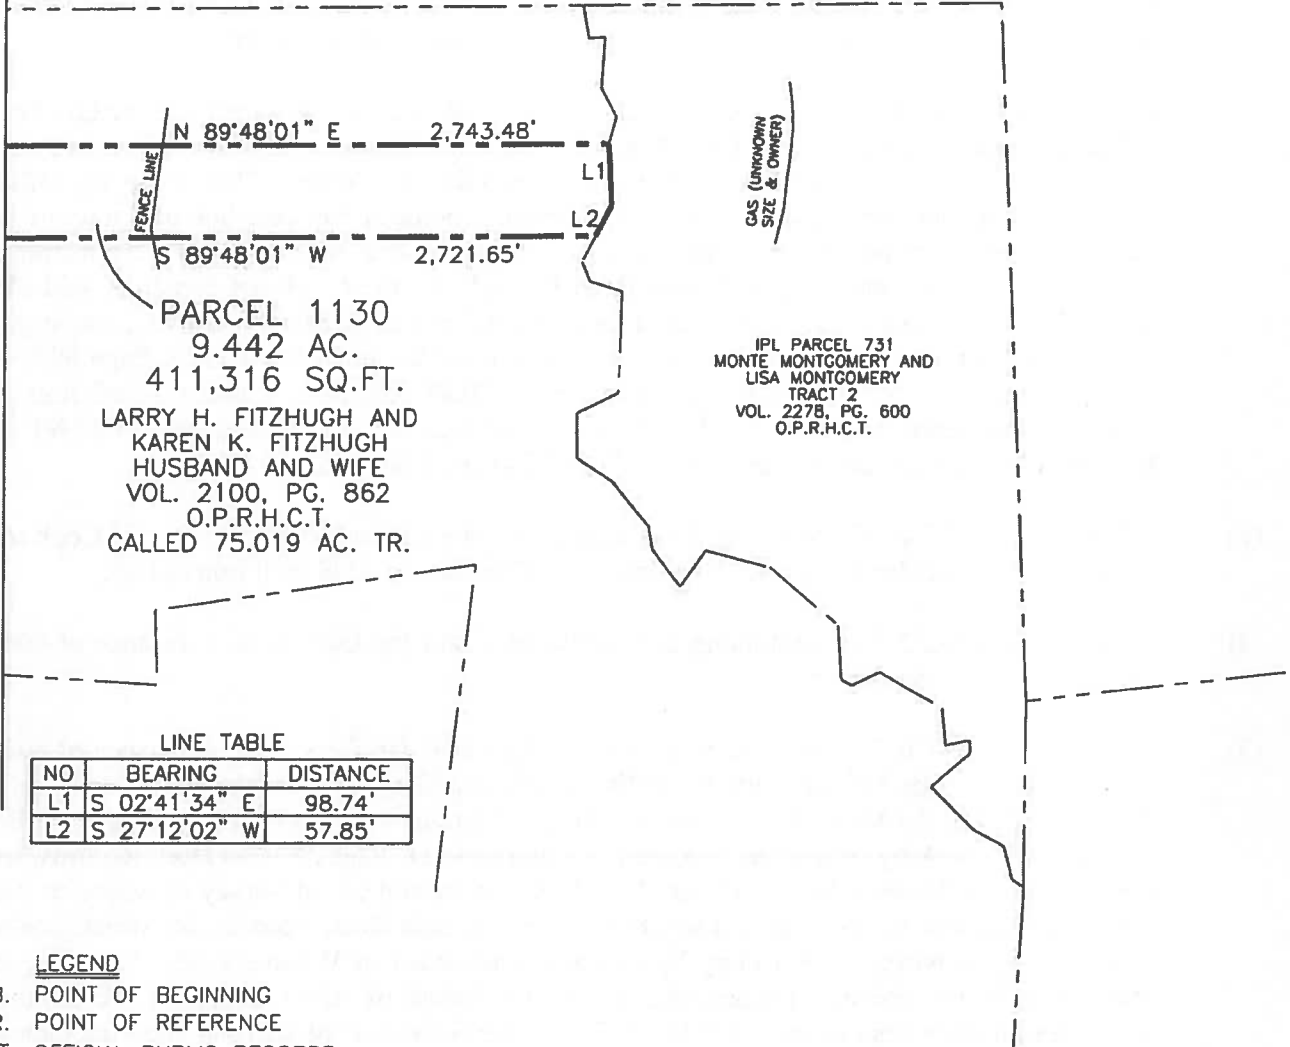 N 89°48'01" E 2,743.48'
FENCE LINE
L1
L2
S 89°48'01" W 2,721.65'
GAS (UNKNOWN
SIZE & OWNER)
PARCEL 1130
9.442 AC.
411,316 SQ.FT.
LARRY H. FITZHUGH AND
KAREN K. FITZHUGH
HUSBAND AND WIFE
VOL. 2100, PG. 862
O.P.R.H.C.T.
CALLED 75.019 AC. TR.
IPL PARCEL 731
MONTE MONTGOMERY AND
LISA MONTGOMERY
TRACT 2
VOL. 2278, PG. 600
O.P.R.H.C.T.
LINE TABLE
NO BEARING DISTANCE
L1 S 02°41'34" E 98.74'
L2 S 27°12'02" W 57.85'
LEGEND
POINT OF BEGINNING
POINT OF REFERENCE